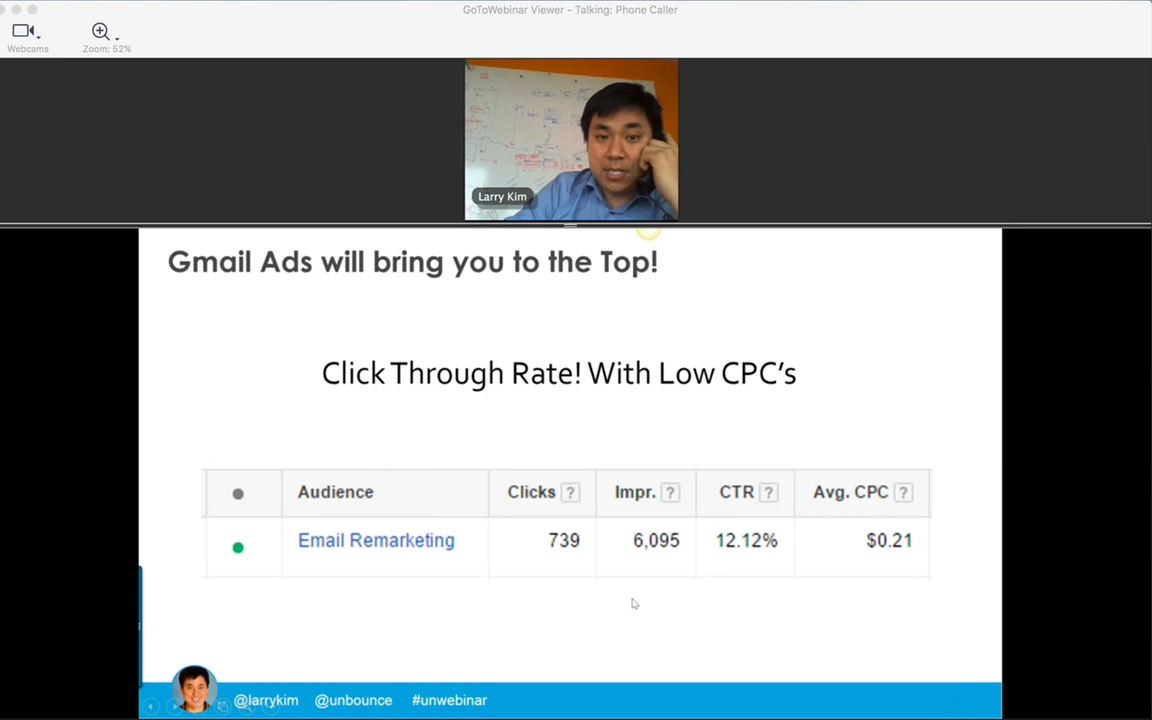 GoToWebinar Viewer - Talking: Phone Caller
Webcams
Zoom: 52%
Larry Kim
Gmail Ads will bring you to the Top!
Click Through Rate! With Low CPC's
Audience Clicks ? Impr. ? CTR ? Avg. CPC ?
Email Remarketing 739 6,095 12.12% $0.21
@larrykim @unbounce #unwebinar